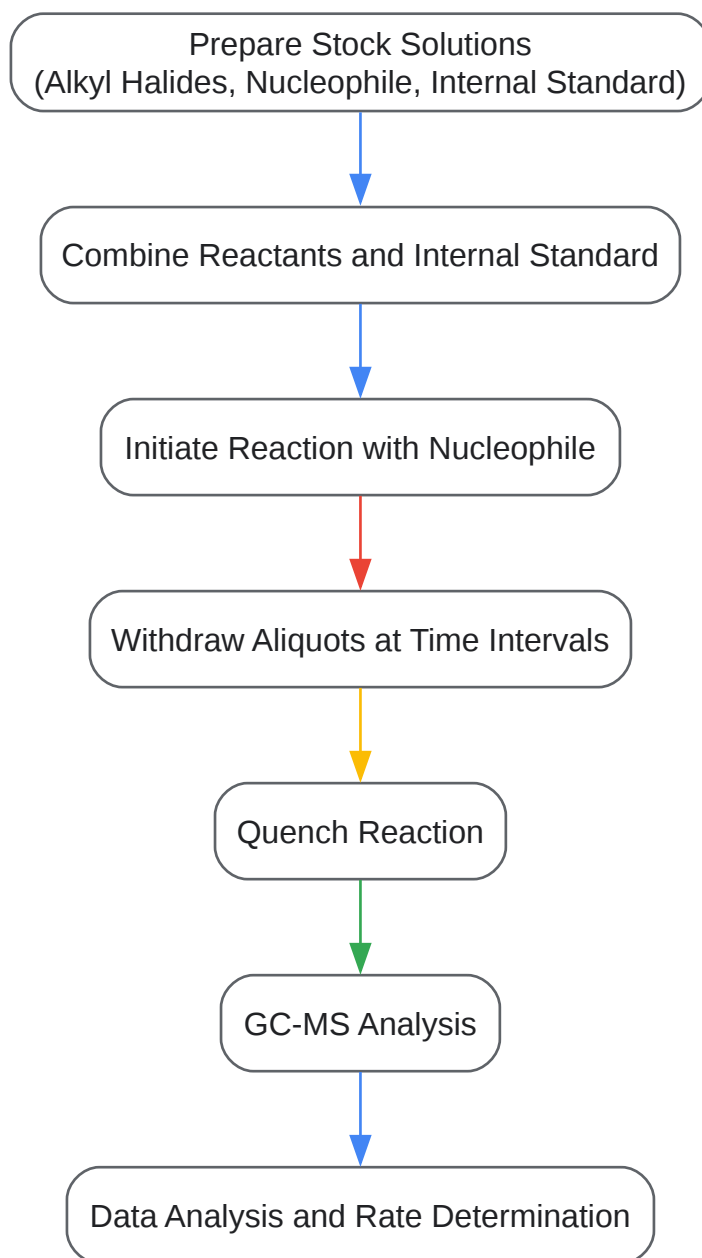 Prepare Stock Solutions
(Alkyl Halides, Nucleophile, Internal Standard)
Combine Reactants and Internal Standard
Initiate Reaction with Nucleophile
Withdraw Aliquots at Time Intervals
Quench Reaction
GC-MS Analysis
Data Analysis and Rate Determination